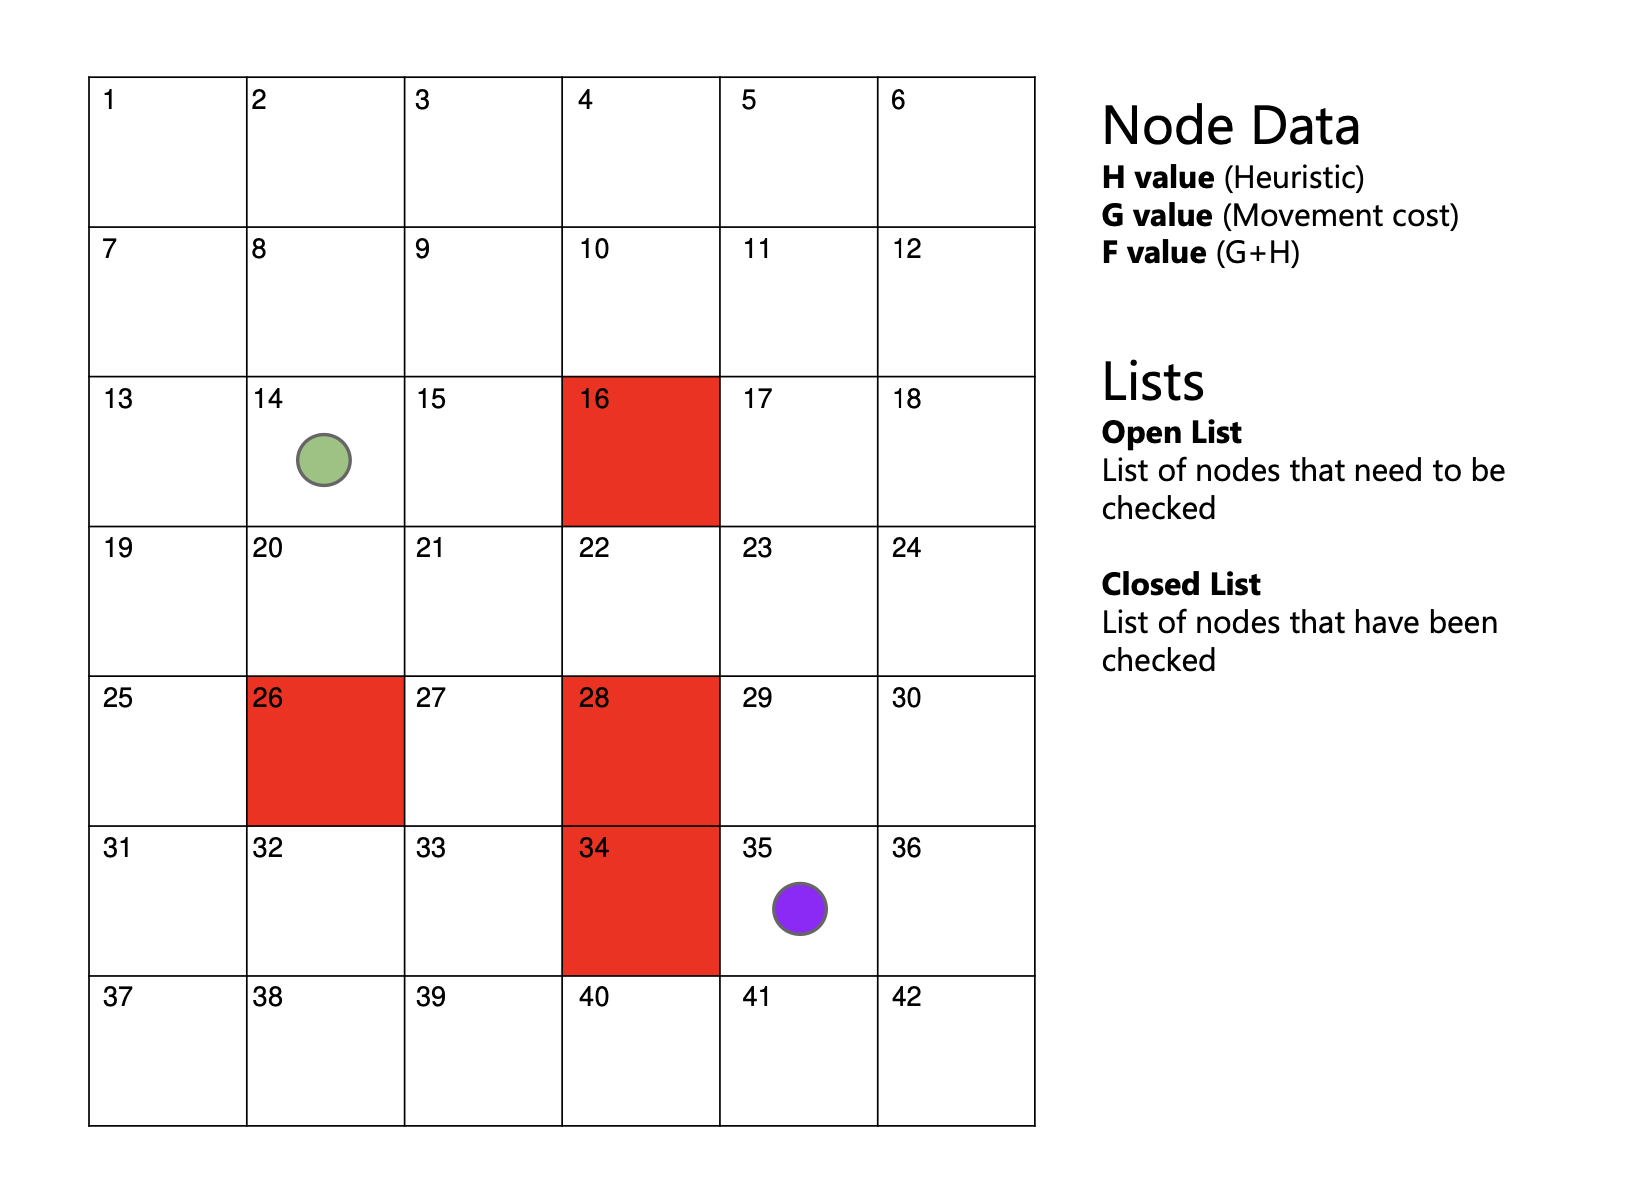 1 2 3 4 5 6
7 8 9 10 11 12
13 14 15 16 17 18
19 20 21 22 23 24
25 26 27 28 29 30
31 32 33 34 35 36
37 38 39 40 41 42
Node Data
H value (Heuristic)
G value (Movement cost)
F value (G+H)
Lists
Open List
List of nodes that need to be
checked
Closed List
List of nodes that have been
checked